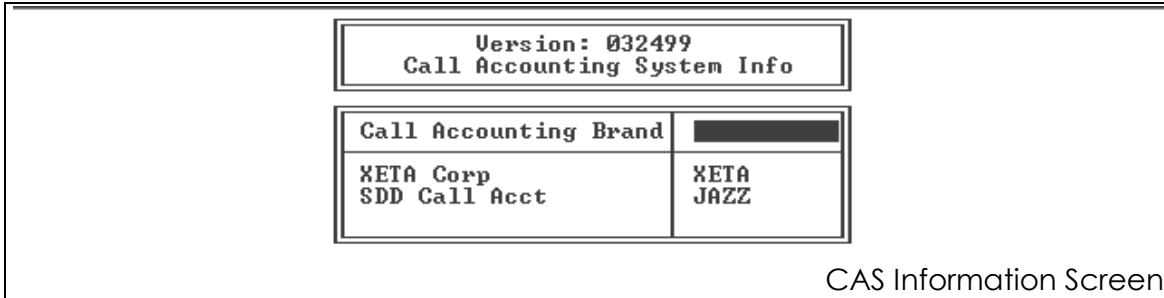 Version: 032499
Call Accounting System Info
Call Accounting Brand
XETA Corp XETA
SDD Call Acct JAZZ
CAS Information Screen